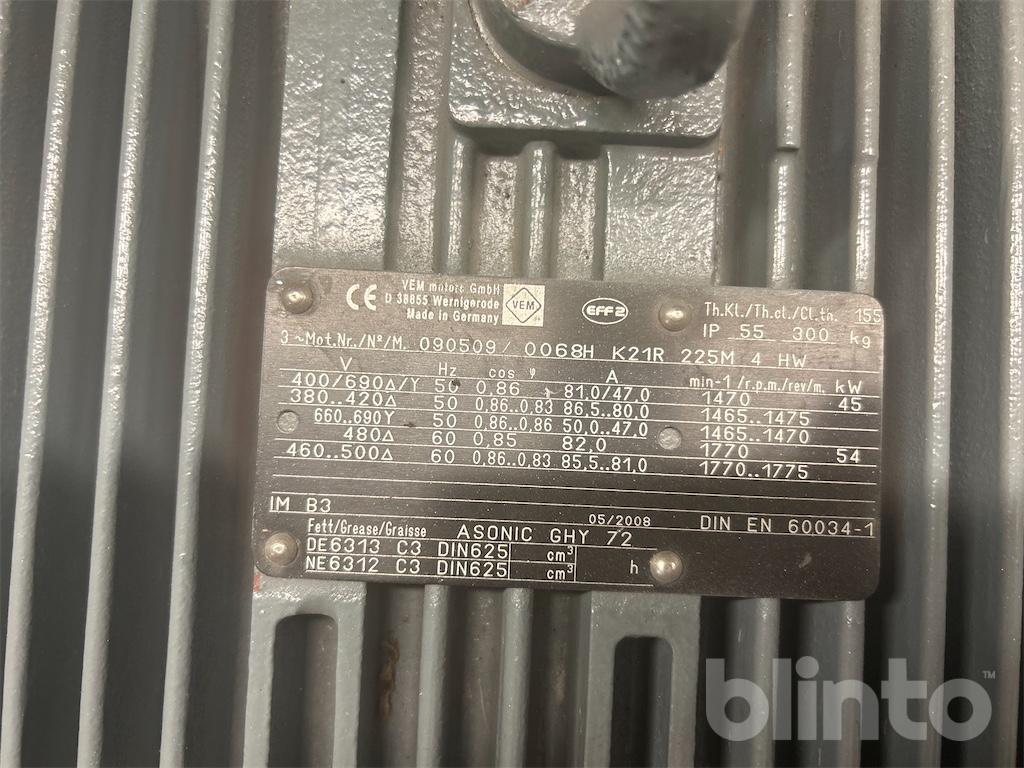 CE VEM motors GmbH
D 38855 Wernigerode
Made in Germany
VEM
EFF2
Th.Kl./Th.cl./Cl.th. 155
IP 55 300 kg
3~Mot.Nr./N°/M. 090509/ 0068H K21R 225M 4 HW
V Hz cos φ A min-1/r.p.m./rev/m. kW
400/690Δ/Y 50 0,86 81,0/47,0 1470 45
380..420Δ 50 0,86..0,83 86,5..80,0 1465..1475
660..690Y 50 0,86..0,86 50,0..47,0 1465..1470
480Δ 60 0,85 82,0 1770 54
460..500Δ 60 0,86..0,83 85,5..81,0 1770..1775
IM B3
05/2008 DIN EN 60034-1
Fett/Grease/Graisse ASONIC GHY 72
DE6313 C3 DIN625 cm³
NE6312 C3 DIN625 cm³ h
blinto™